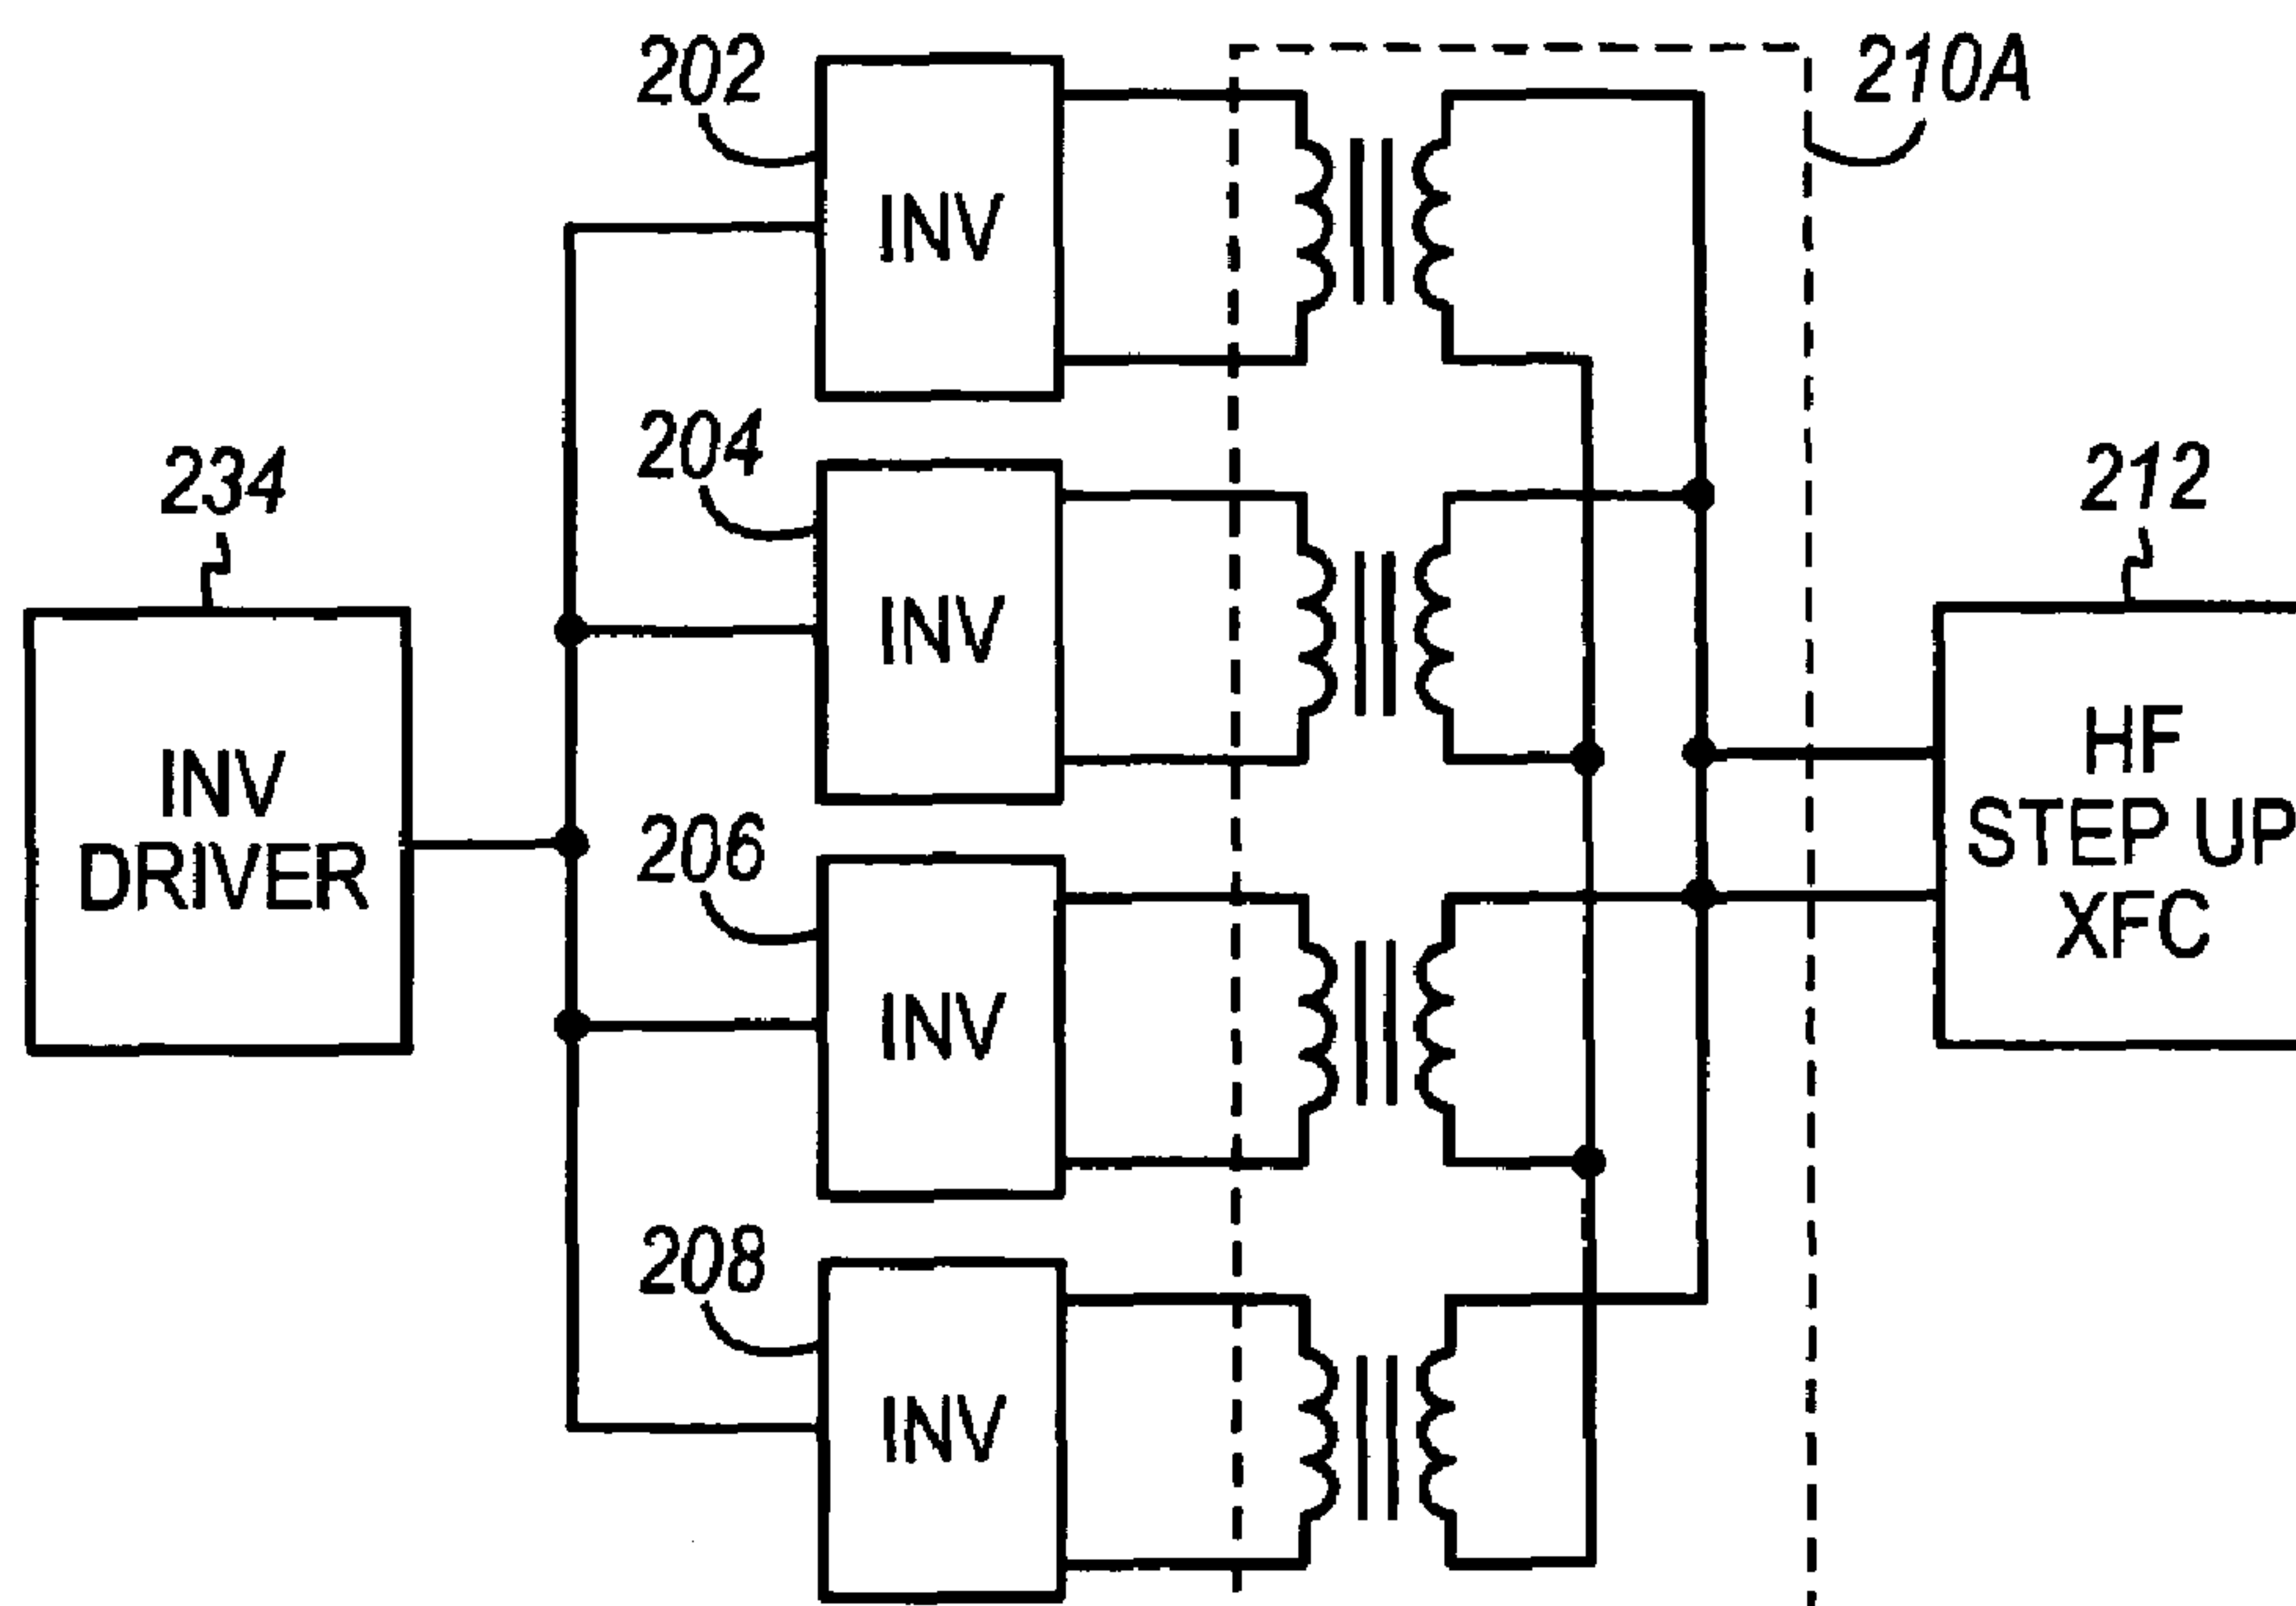 202
210A
INV
204
234
212
INV
INV
DRIVER
HF
STEP UP
XFC
206
INV
208
INV